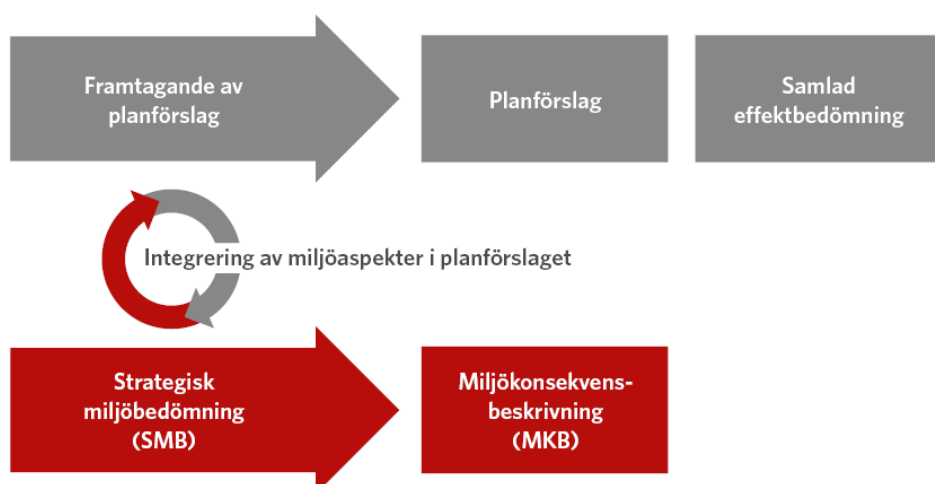 Framtagande av
planförslag
Planförslag
Samlad
effektbedömning
Integrering av miljöaspekter i planförslaget
Strategisk
miljöbedömning
(SMB)
Miljökonsekvens-
beskrivning
(MKB)